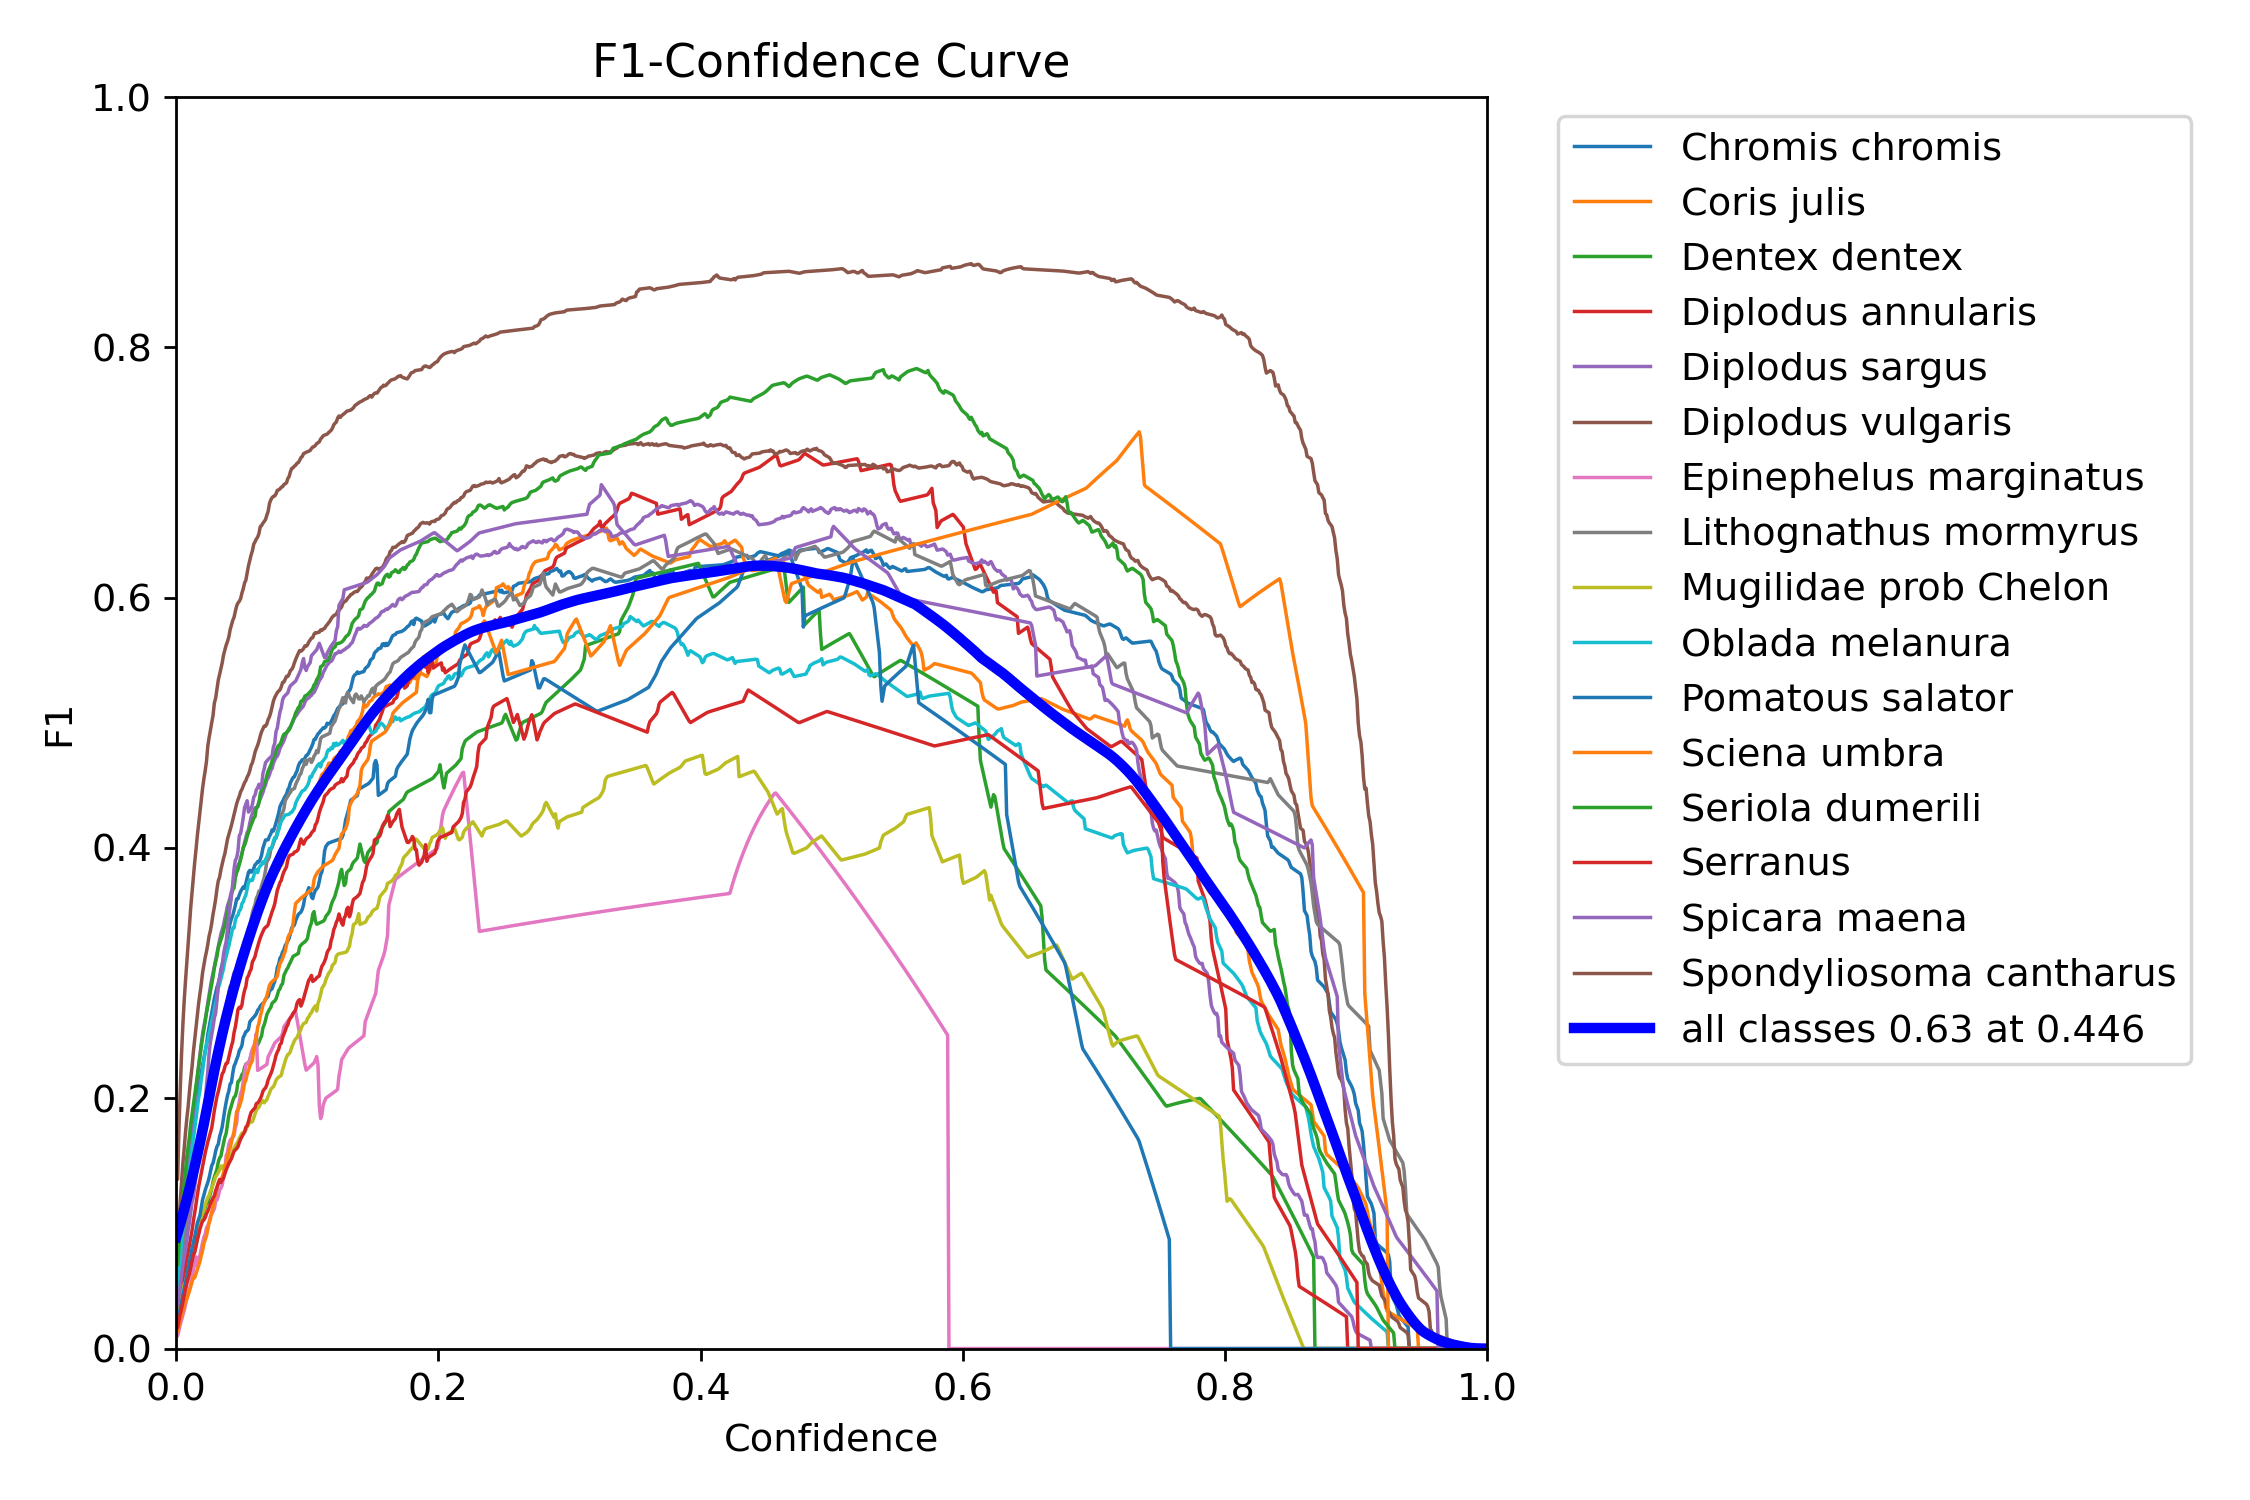 F1-Confidence Curve
1.0
0.8
0.6
0.4
0.2
0.0
F1
0.0 0.2 0.4 0.6 0.8 1.0
Confidence
Chromis chromis
Coris julis
Dentex dentex
Diplodus annularis
Diplodus sargus
Diplodus vulgaris
Epinephelus marginatus
Lithognathus mormyrus
Mugilidae prob Chelon
Oblada melanura
Pomatous salator
Sciena umbra
Seriola dumerili
Serranus
Spicara maena
Spondyliosoma cantharus
all classes 0.63 at 0.446